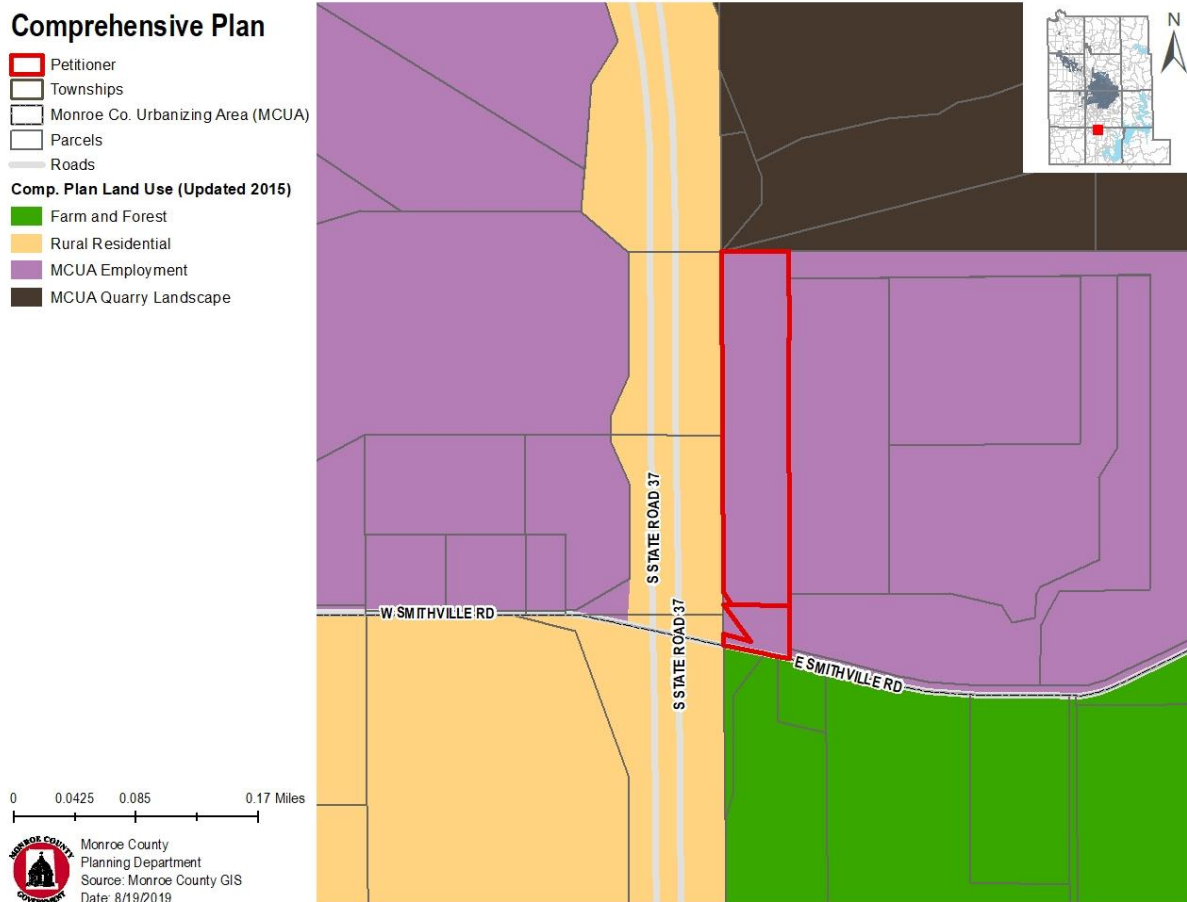 Comprehensive Plan
Petitioner
Townships
Monroe Co. Urbanizing Area (MCUA)
Parcels
Roads
Comp. Plan Land Use (Updated 2015)
Farm and Forest
Rural Residential
MCUA Employment
MCUA Quarry Landscape
0 0.0425 0.085 0.17 Miles
MONROE COUNTY
GOVERNMENT
Monroe County
Planning Department
Source: Monroe County GIS
Date: 8/19/2019
N
S STATE ROAD 37
S STATE ROAD 37
W SMITHVILLE RD
E SMITHVILLE RD